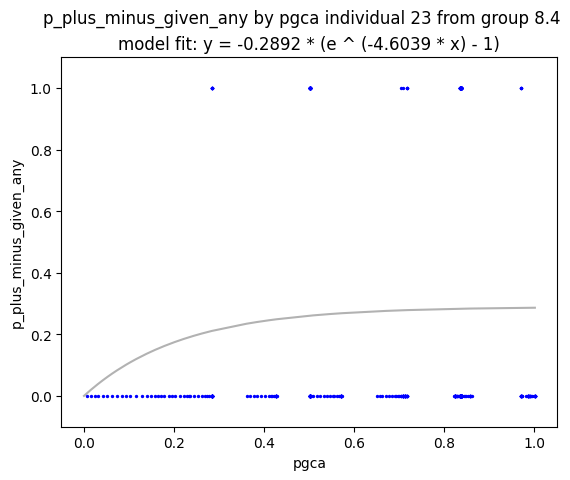 p_plus_minus_given_any by pgca individual 23 from group 8.4
model fit: y = -0.2892 * (e ^ (-4.6039 * x) - 1)
1.0
0.8
0.6
0.4
0.2
0.0
p_plus_minus_given_any
0.0 0.2 0.4 0.6 0.8 1.0
pgca